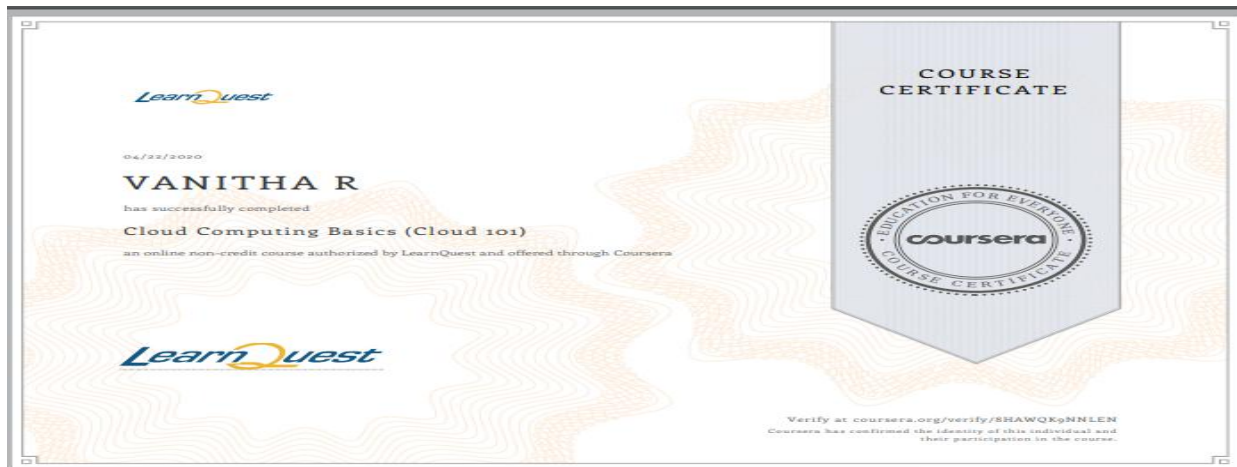 LearnQuest
04/22/2020
VANITHA R
has successfully completed
Cloud Computing Basics (Cloud 101)
an online non-credit course authorized by LearnQuest and offered through Coursera
LearnQuest
COURSE
CERTIFICATE
EDUCATION FOR EVERYONE
coursera
COURSE CERTIFICATE
Verify at coursera.org/verify/8HAWQK9NNLEN
Coursera has confirmed the identity of this individual and
their participation in the course.